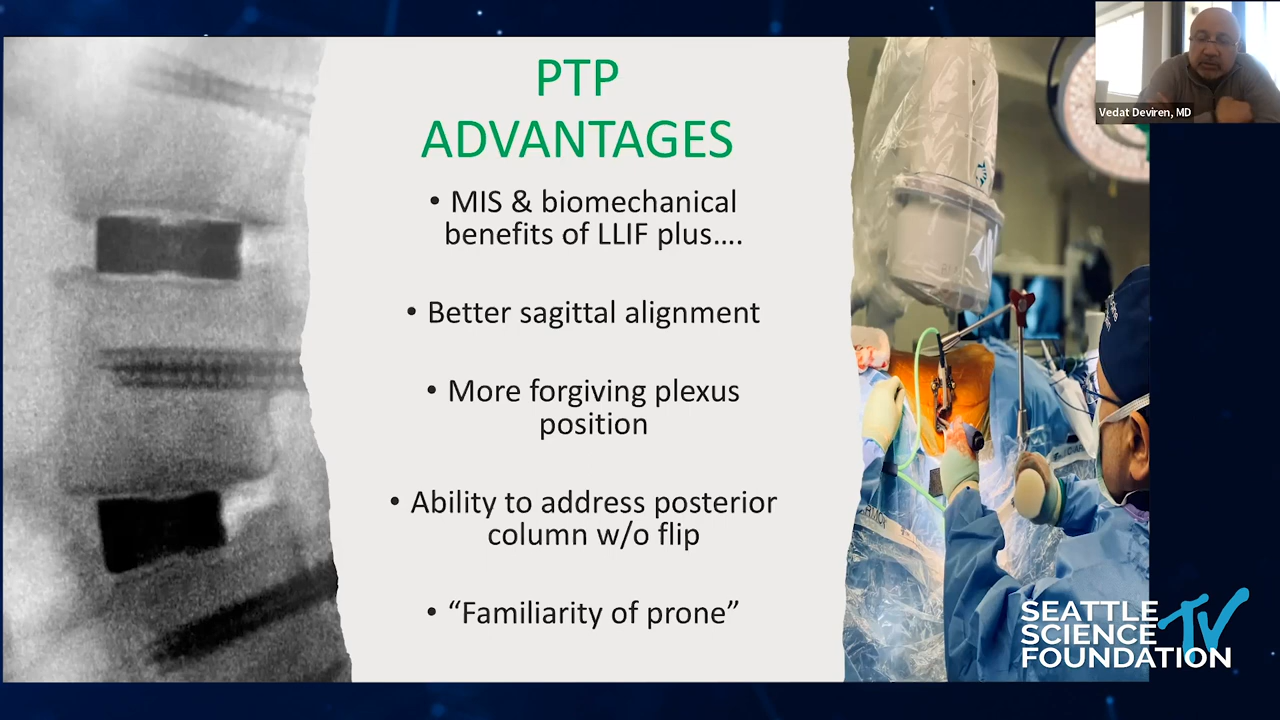 PTP
ADVANTAGES
• MIS & biomechanical
benefits of LLIF plus....
• Better sagittal alignment
• More forgiving plexus
position
• Ability to address posterior
column w/o flip
• “Familiarity of prone”
Vedat Deviren, MD
SEATTLE
SCIENCE
FOUNDATION
TV